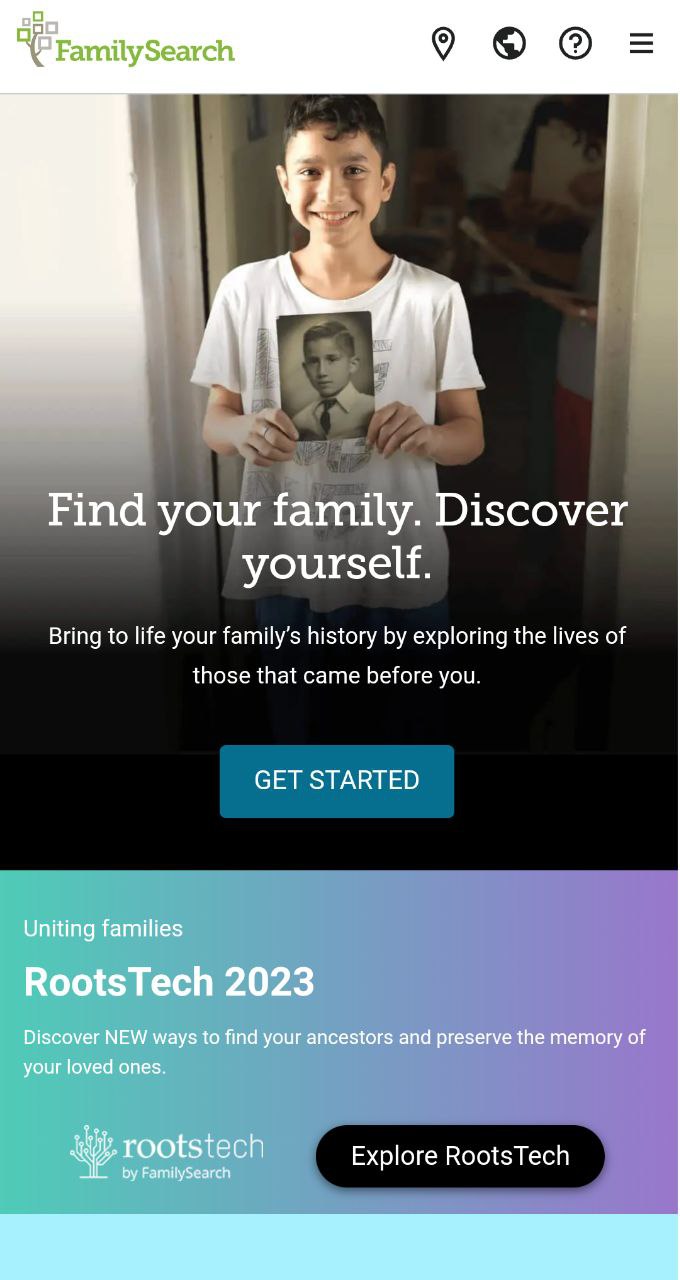 FamilySearch
Find your family. Discover
yourself.
Bring to life your family’s history by exploring the lives of
those that came before you.
GET STARTED
Uniting families
RootsTech 2023
Discover NEW ways to find your ancestors and preserve the memory of
your loved ones.
rootstech
by FamilySearch
Explore RootsTech